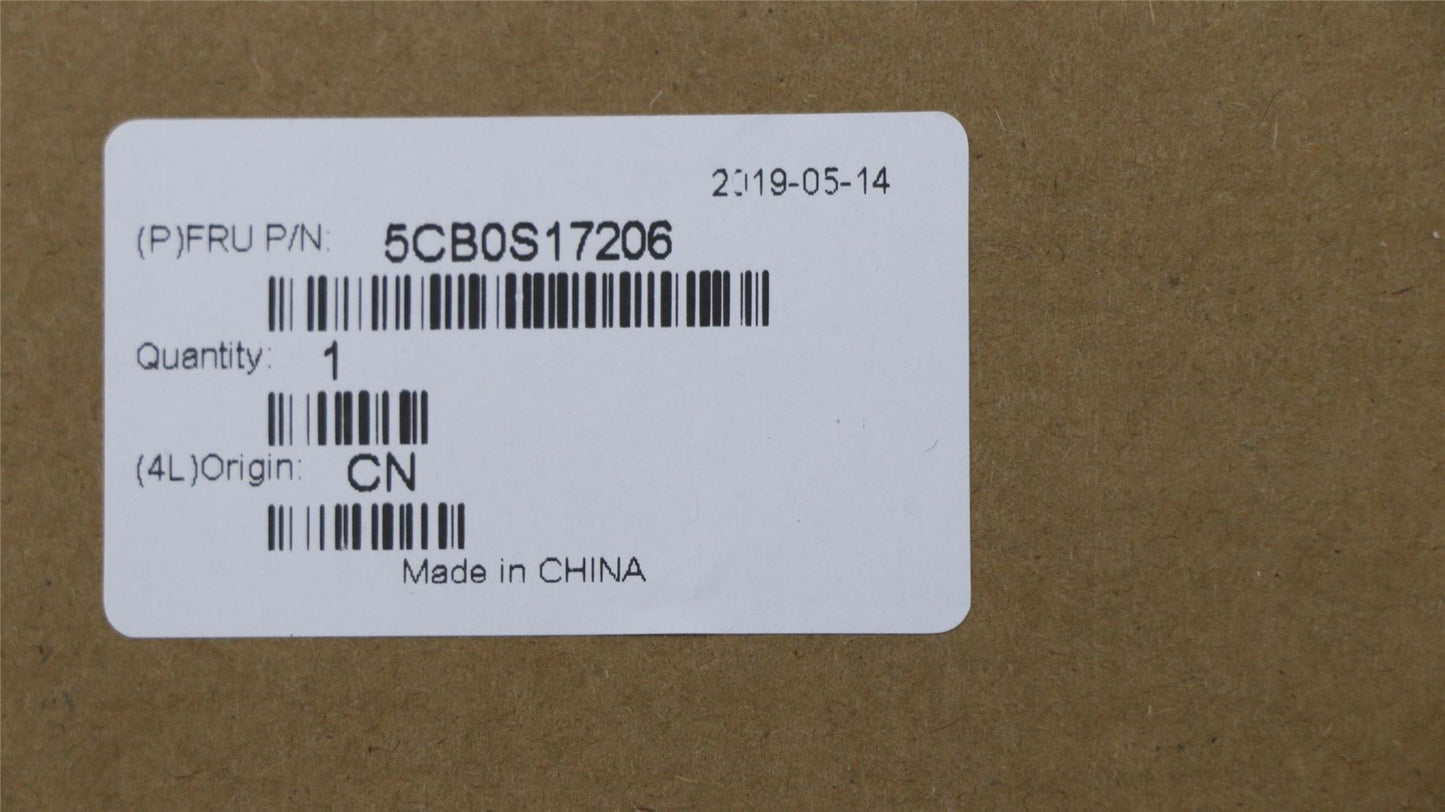 2019-05-14
(P)FRU P/N: 5CB0S17206
Quantity: 1
(4L)Origin: CN
Made in CHINA